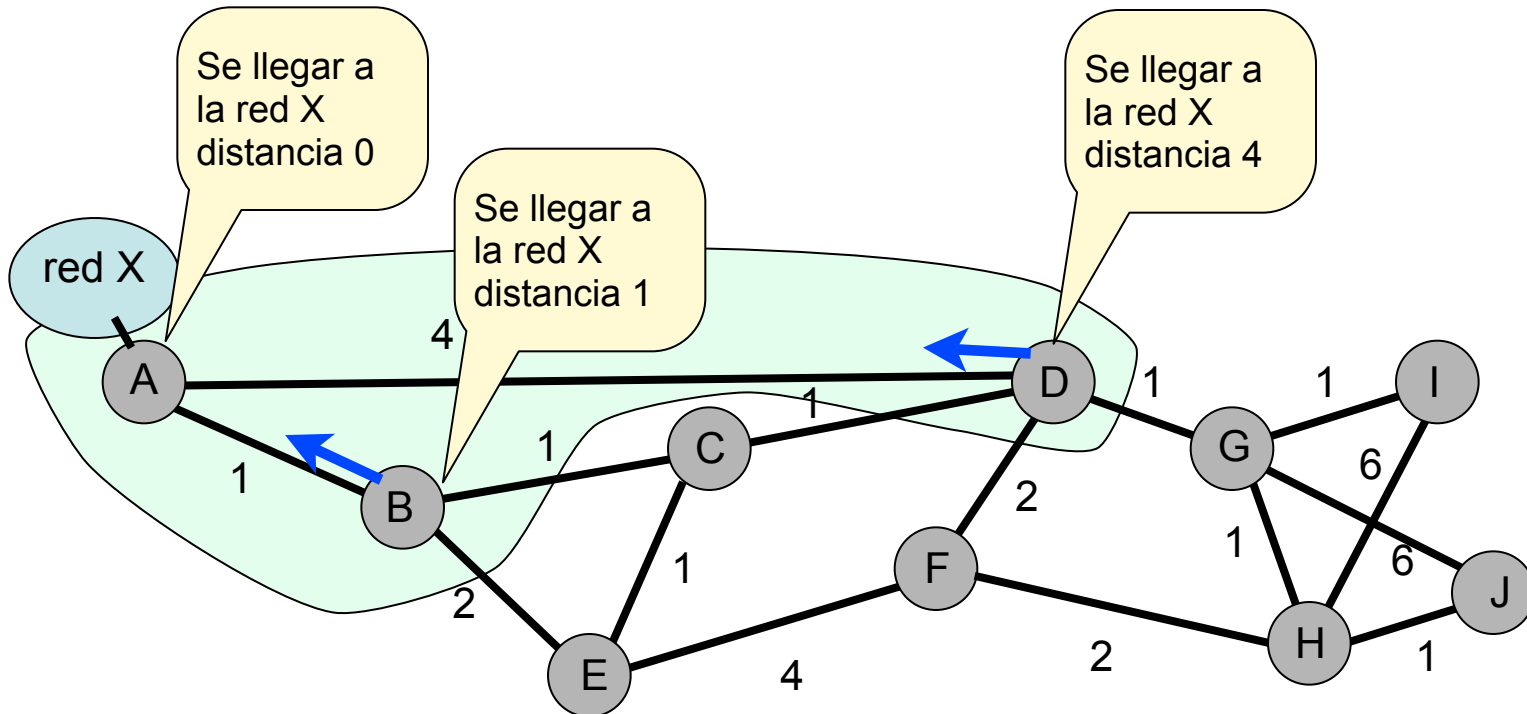 Se llegar a
la red X
distancia 0
Se llegar a
la red X
distancia 1
Se llegar a
la red X
distancia 4
red X
4
A
D
1
1
I
1
1
C
G
1
6
B
2
1
F
1
6
2
J
E
H
4
2
1